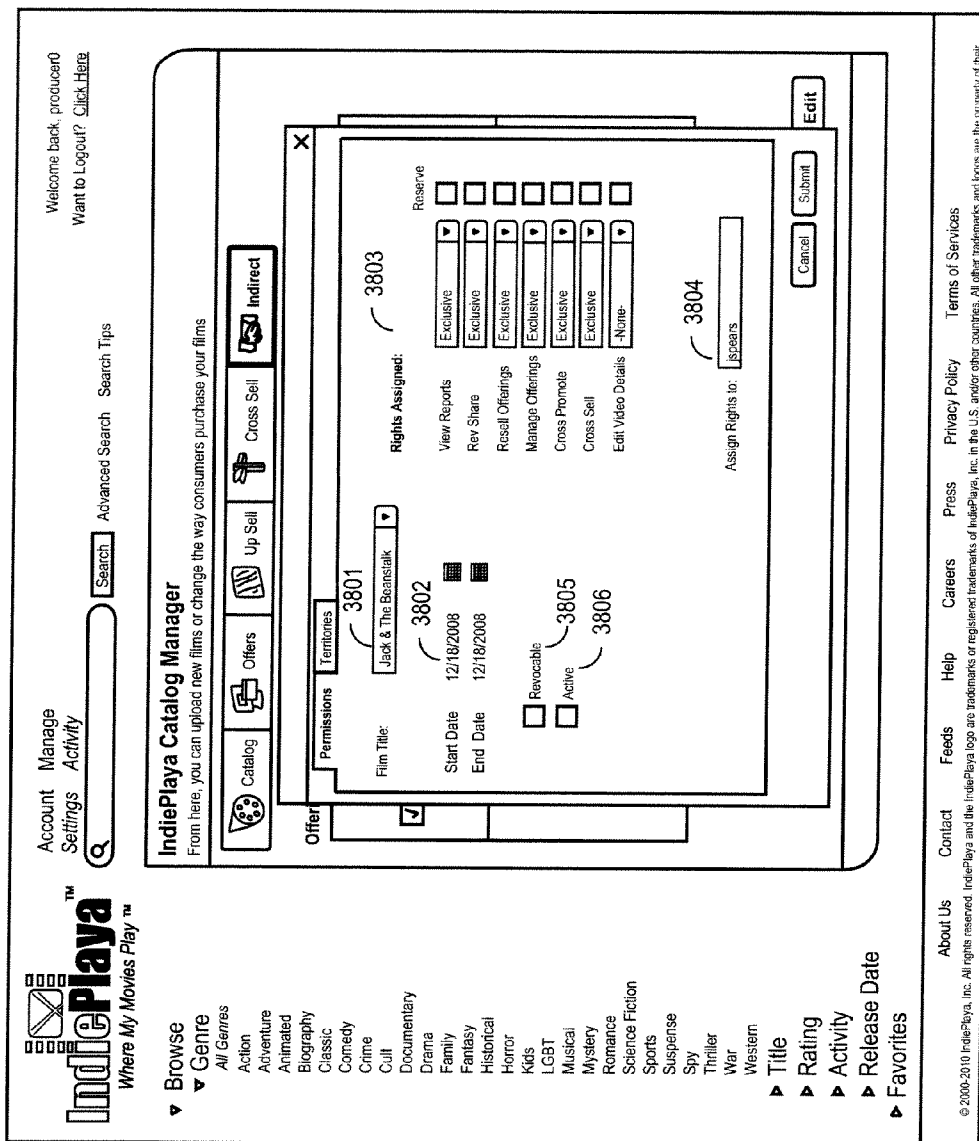 IndiePlaya™
Where My Movies Play ™
Account Manage
Settings Activity
Search Advanced Search Search Tips
Welcome back, producer0
Want to Logout? Click Here
▼ Browse
▼ Genre
All Genres
Action
Adventure
Animated
Biography
Classic
Comedy
Crime
Cult
Documentary
Drama
Family
Fantasy
Historical
Horror
Kids
LGBT
Musical
Mystery
Romance
Science Fiction
Sports
Suspense
Spy
Thriller
War
Western
Title
Rating
Activity
Release Date
Favorites
IndiePlaya Catalog Manager
From here, you can upload new films or change the way consumers purchase your films
Catalog Offers Up Sell Cross Sell Indirect
Offeri
X
Permissions Territories
3801
Film Title: Jack & The Beanstalk
3802
Start Date 12/18/2008
End Date 12/18/2008
Revocable 3805
Active 3806
3803
Rights Assigned: Reserve
View Reports Exclusive
Rev Share Exclusive
Resell Offerings Exclusive
Manage Offerings Exclusive
Cross Promote Exclusive
Cross Sell Exclusive
Edit Video Details -None-
3804
Assign Rights to: jspears
Cancel Submit
Edit
About Us Contact Feeds Help Careers Press Privacy Policy Terms of Services
© 2000-2010 IndiePlaya, Inc. All rights reserved. IndiePlaya and the IndiePlaya logo are trademarks or registered trademarks of IndiePlaya, Inc. in the U.S. and/or other countries. All other trademarks and logos are the property of their